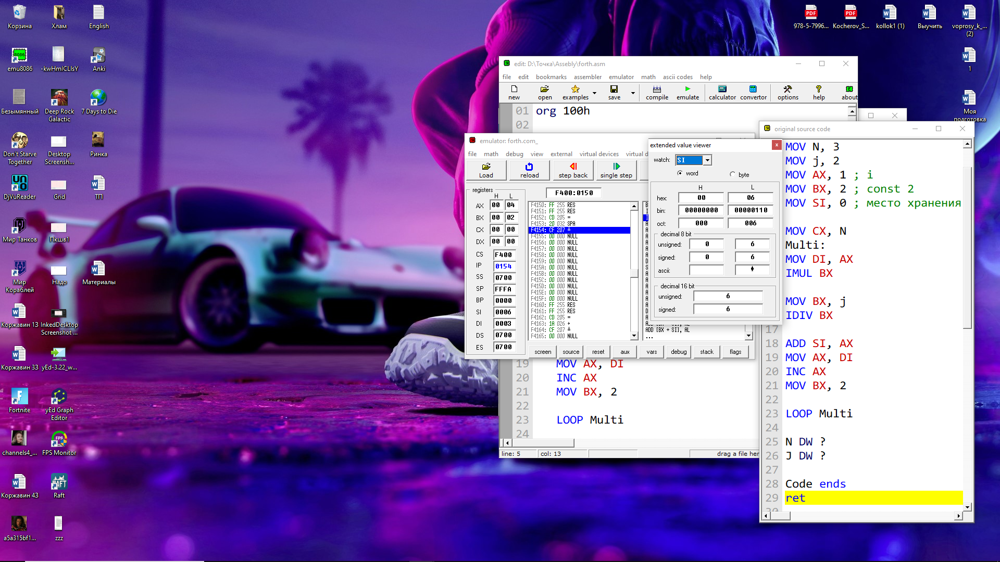 Корзина
Хлам
English
emu8086
-kwHmlCLlsY
Anki
Безымянный
Deep Rock Galactic
7 Days to Die
Don't Starve Together
Desktop Screensh...
Ринка
DjVuReader
Grid
ТП
Мир Танков
Пкшв1
Мир Кораблей
Надо
Материалы
Коржавин 13
InkedDesktop Screenshot ...
Коржавин 33
yEd-3.22_w...
Fortnite
yEd Graph Editor
channels4_...
FPS Monitor
Коржавин 43
Raft
a5a315bf1...
zzz
978-5-7996...
Kocherov_S...
kollok1 (1)
Выучить
voprosy_k_... (2)
1
Моя подготовка
edit: D:\Точка\Assebly\forth.asm
file edit bookmarks assembler emulator math ascii codes help
new open examples save compile emulate calculator convertor options help about
01 org 100h
02
19 MOV AX, DI
20 INC AX
21 MOV BX, 2
22
23 LOOP Multi
24
line: 5 col: 13 drag a file her
emulator: forth.com_
file math debug view external virtual devices virtual d
Load reload step back single step
registers
F400:0150
H L
AX 00 04
BX 00 02
CX 00 00
DX 00 00
CS F400
IP 0154
SS 0700
SP FFFA
BP 0000
SI 0006
DI 0003
DS 0700
ES 0700
F4150: FF 255 RES
F4151: FF 255 RES
F4152: CD 205 =
F4153: 20 032 SPA
F4154: CF 207 ╧
F4155: 00 000 NULL
F4156: 00 000 NULL
F4157: 00 000 NULL
F4158: 00 000 NULL
F4159: 00 000 NULL
F415A: 00 000 NULL
F415B: 00 000 NULL
F415C: 00 000 NULL
F415D: 00 000 NULL
F415E: 00 000 NULL
F415F: 00 000 NULL
F4160: FF 255 RES
F4161: FF 255 RES
F4162: CD 205 =
F4163: 1A 026 →
F4164: CF 207 ╧
F4165: 00 000 NULL
ADD [BX + SI], AL
...
screen source reset aux vars debug stack flags
extended value viewer
watch: SI
word byte
H L
hex: 00 06
bin: 00000000 00000110
oct: 000 006
decimal 8 bit
unsigned: 0 6
signed: 0 6
ascii: ♠
decimal 16 bit
unsigned: 6
signed: 6
original source code
MOV N, 3
MOV j, 2
MOV AX, 1 ; i
MOV BX, 2 ; const 2
MOV SI, 0 ; место хранения
MOV CX, N
Multi:
MOV DI, AX
IMUL BX
MOV BX, j
IDIV BX
17
18 ADD SI, AX
19 MOV AX, DI
20 INC AX
21 MOV BX, 2
22
23 LOOP Multi
24
25 N DW ?
26 J DW ?
27
28 Code ends
29 ret
30